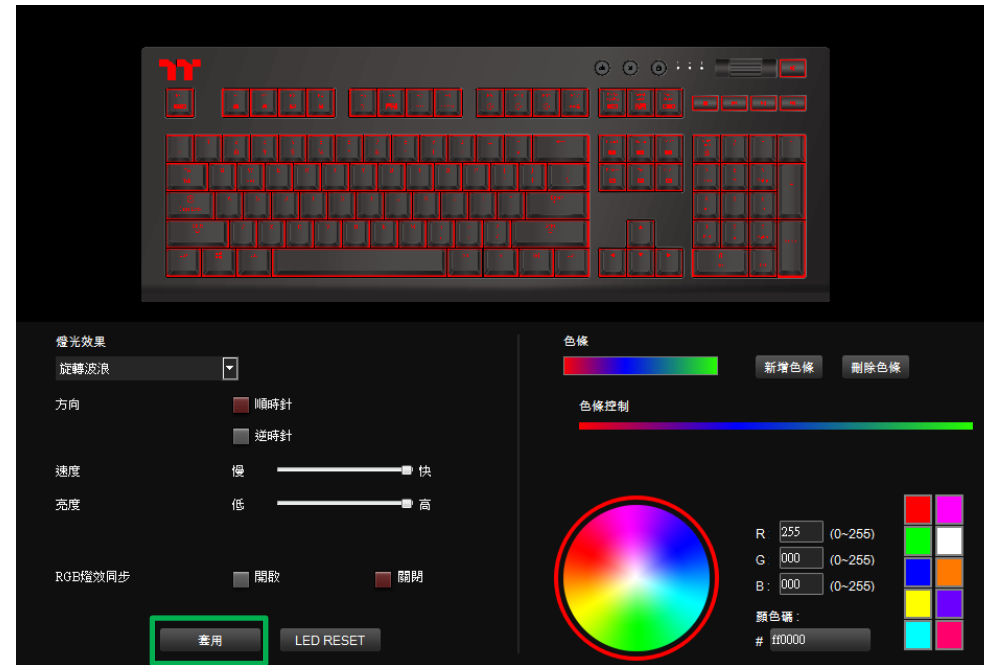 燈光效果
旋轉波浪
方向
順時針
逆時針
速度 慢 快
亮度 低 高
RGB燈效同步 開啟 關閉
套用 LED RESET
色條
新增色條 刪除色條
色條控制
R 255 (0~255)
G 000 (0~255)
B: 000 (0~255)
顏色碼:
# ff0000